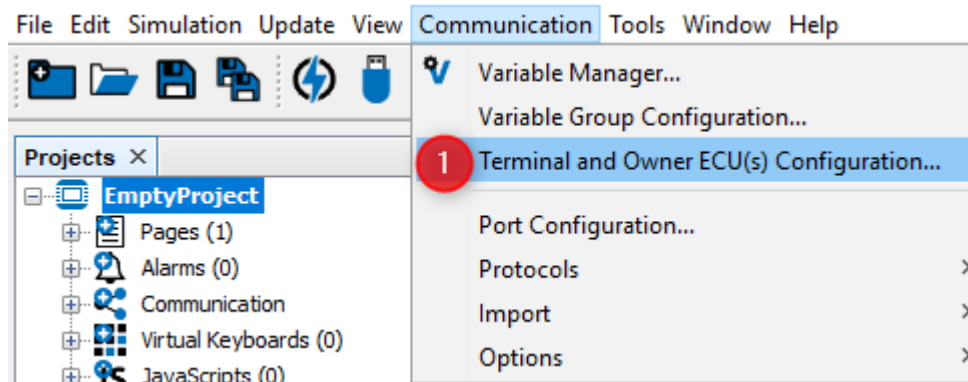 File Edit Simulation Update View Communication Tools Window Help
Variable Manager...
Variable Group Configuration...
1 Terminal and Owner ECU(s) Configuration...
Port Configuration...
Protocols
Import
Options
Projects
EmptyProject
Pages (1)
Alarms (0)
Communication
Virtual Keyboards (0)
JavaScripts (0)